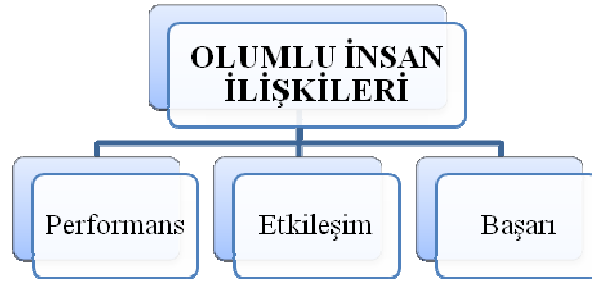 OLUMLU İNSAN
İLİŞKİLERİ
Performans
Etkileşim
Başarı